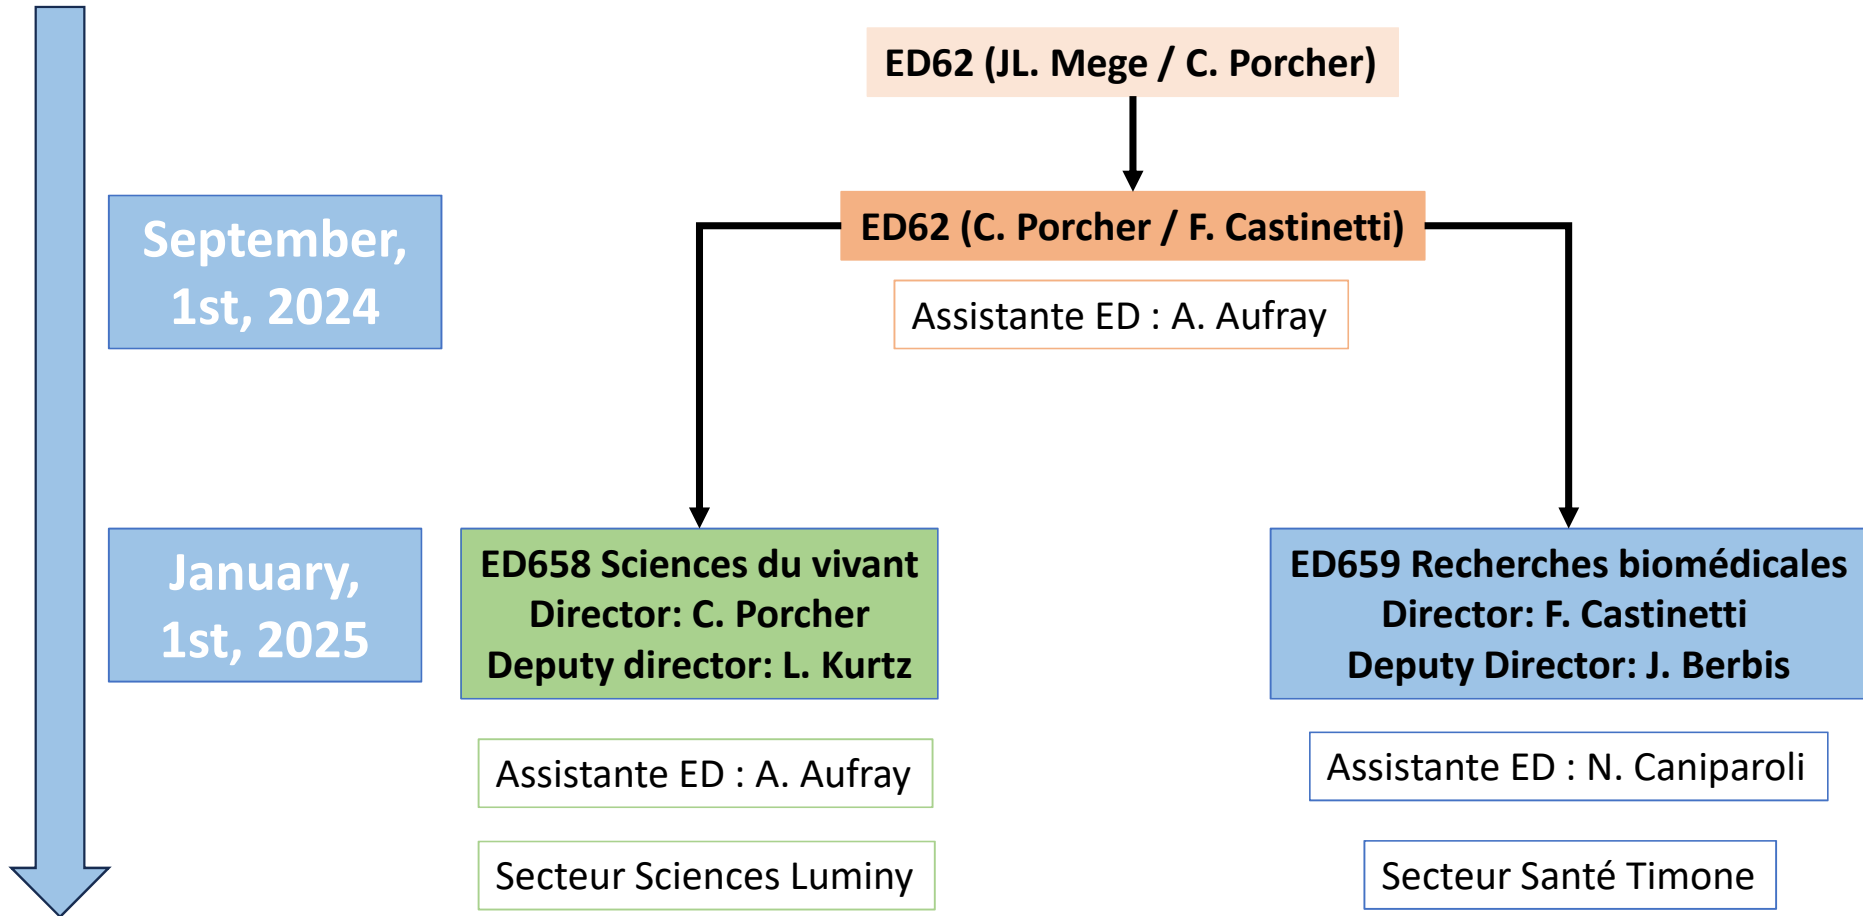 ED62 (JL. Mege / C. Porcher)
September,
1st, 2024
ED62 (C. Porcher / F. Castinetti)
Assistante ED : A. Aufray
January,
1st, 2025
ED658 Sciences du vivant
Director: C. Porcher
Deputy director: L. Kurtz
ED659 Recherches biomédicales
Director: F. Castinetti
Deputy Director: J. Berbis
Assistante ED : A. Aufray
Assistante ED : N. Caniparoli
Secteur Sciences Luminy
Secteur Santé Timone